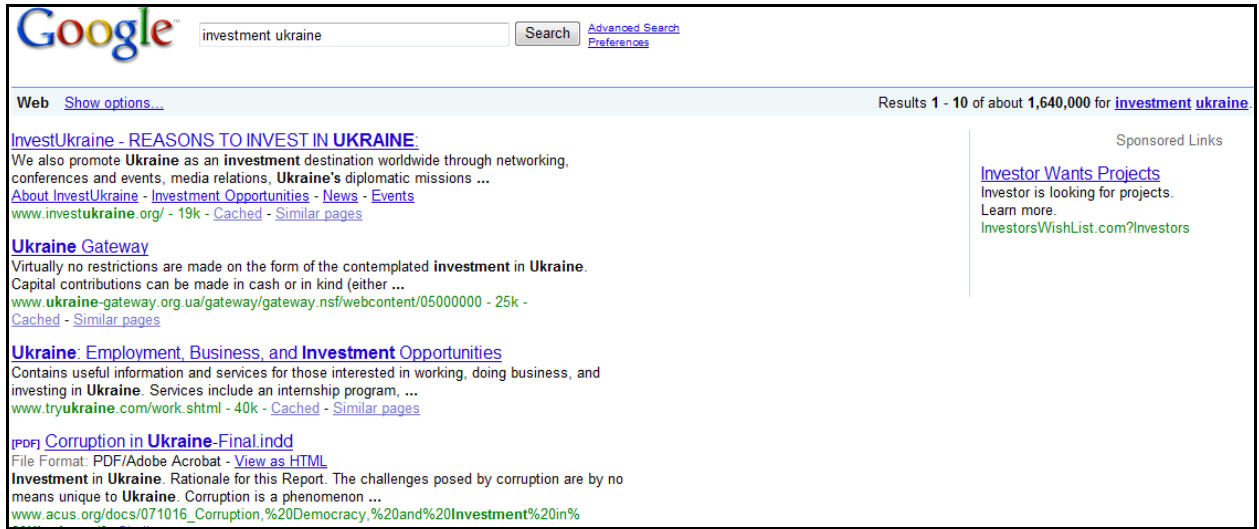 Google™
investment ukraine
Search
Advanced Search
Preferences
Web Show options...
Results 1 - 10 of about 1,640,000 for investment ukraine.
InvestUkraine - REASONS TO INVEST IN UKRAINE:
We also promote Ukraine as an investment destination worldwide through networking,
conferences and events, media relations, Ukraine's diplomatic missions ...
About InvestUkraine - Investment Opportunities - News - Events
www.investukraine.org/ - 19k - Cached - Similar pages
Ukraine Gateway
Virtually no restrictions are made on the form of the contemplated investment in Ukraine.
Capital contributions can be made in cash or in kind (either ...
www.ukraine-gateway.org.ua/gateway/gateway.nsf/webcontent/05000000 - 25k -
Cached - Similar pages
Ukraine: Employment, Business, and Investment Opportunities
Contains useful information and services for those interested in working, doing business, and
investing in Ukraine. Services include an internship program, ...
www.tryukraine.com/work.shtml - 40k - Cached - Similar pages
[PDF] Corruption in Ukraine-Final.indd
File Format: PDF/Adobe Acrobat - View as HTML
Investment in Ukraine. Rationale for this Report. The challenges posed by corruption are by no
means unique to Ukraine. Corruption is a phenomenon ...
www.acus.org/docs/071016_Corruption,%20Democracy,%20and%20Investment%20in%
Sponsored Links
Investor Wants Projects
Investor is looking for projects.
Learn more.
InvestorsWishList.com?Investors